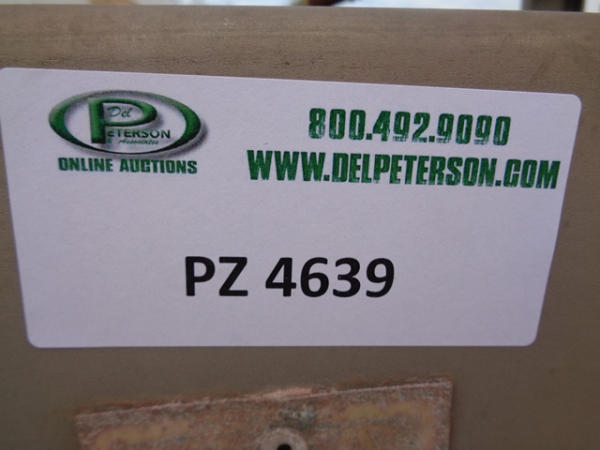 Del
PETERSON
& Associates
ONLINE AUCTIONS
800.492.9090
WWW.DELPETERSON.COM
PZ 4639